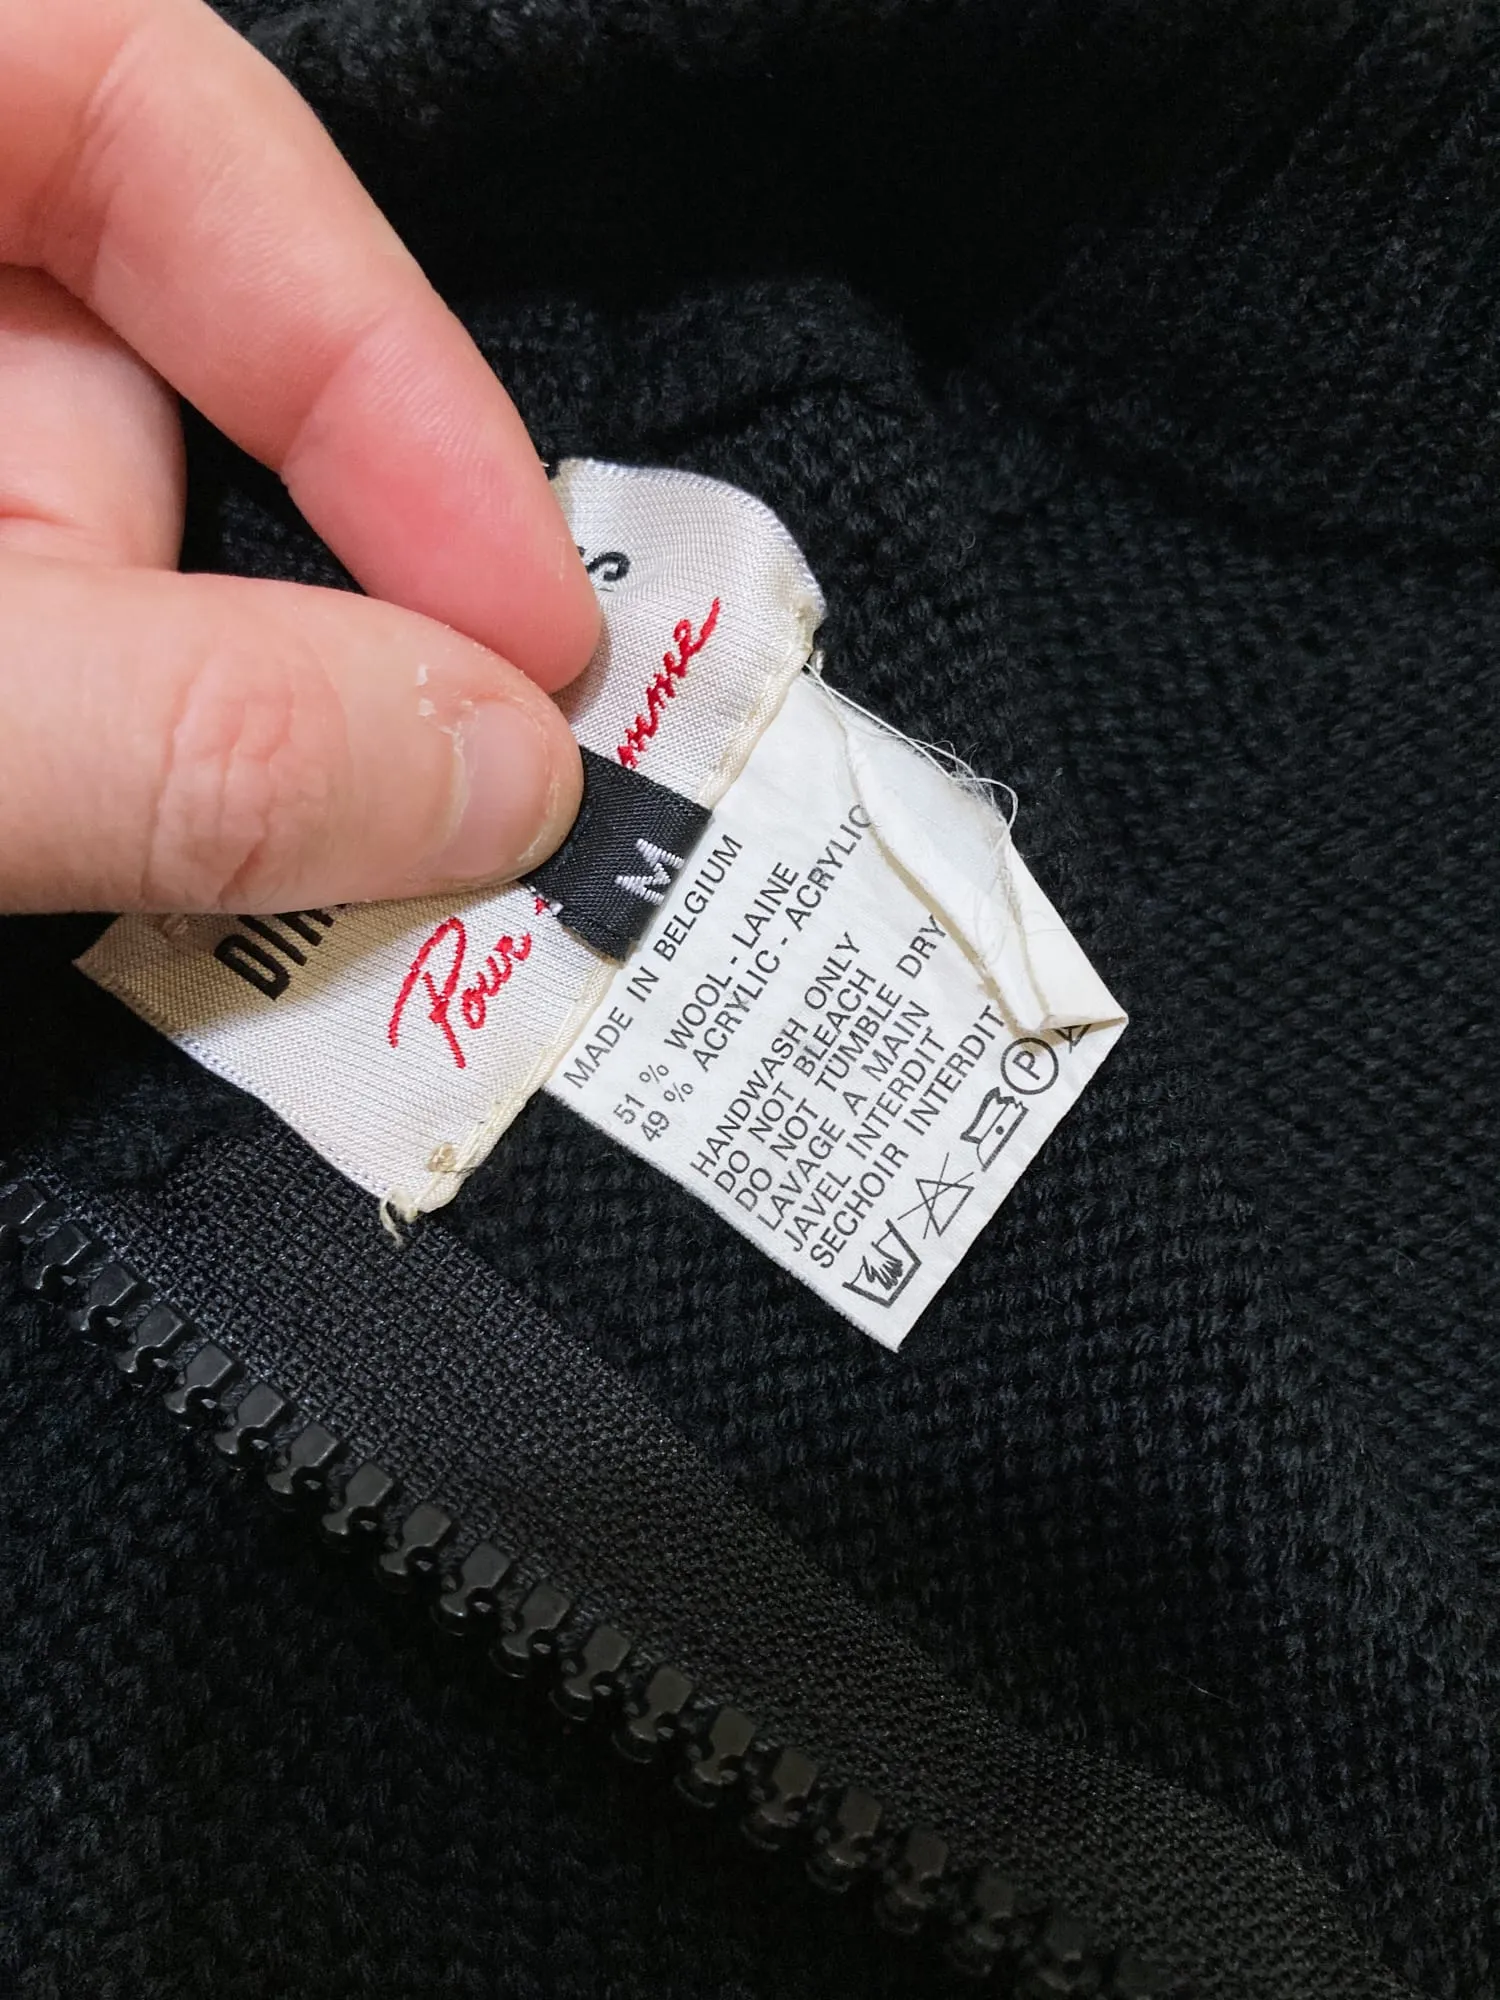 Pour
M
MADE IN BELGIUM
51 % WOOL - LAINE
49 % ACRYLIC - ACRYLIC
HANDWASH ONLY
DO NOT BLEACH
DO NOT TUMBLE DRY
LAVAGE A MAIN
JAVEL INTERDIT
SECHOIR INTERDIT
P